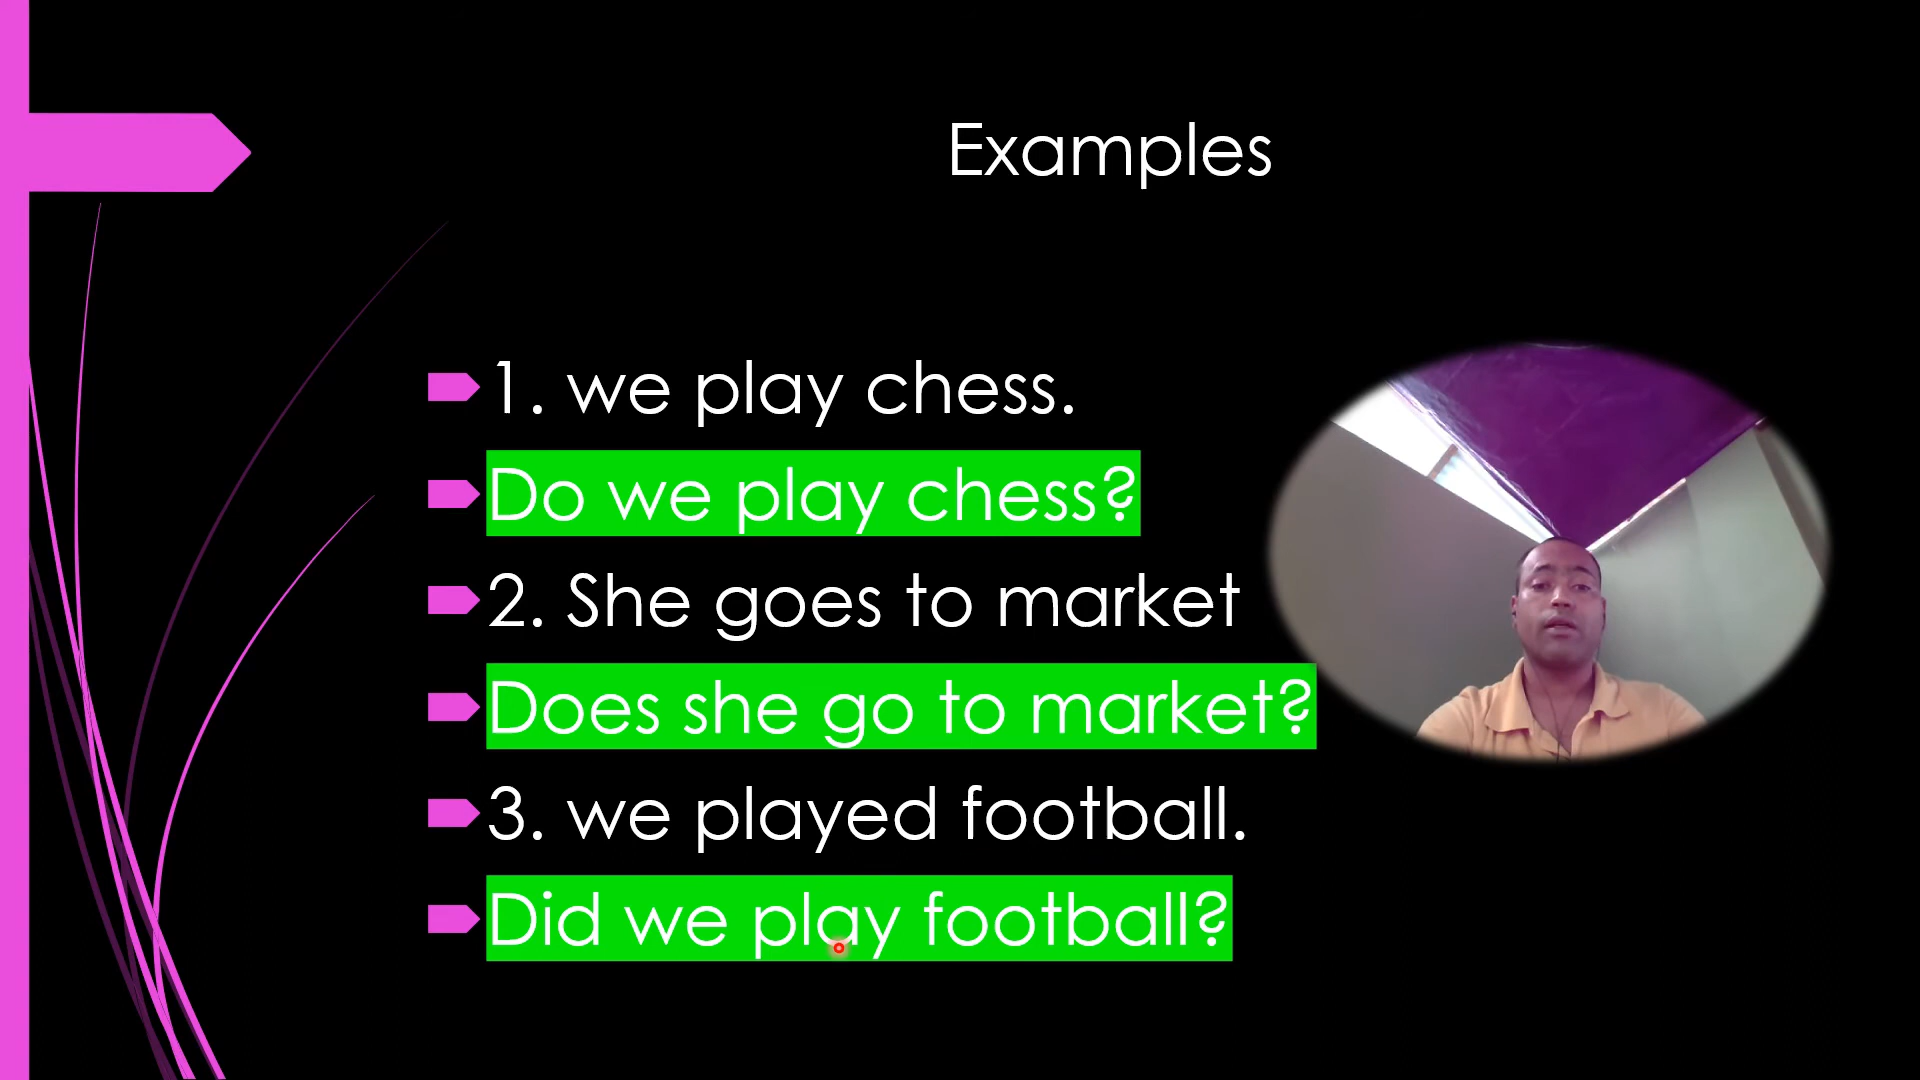 Examples
1. we play chess.
Do we play chess?
2. She goes to market
Does she go to market?
3. we played football.
Did we play football?